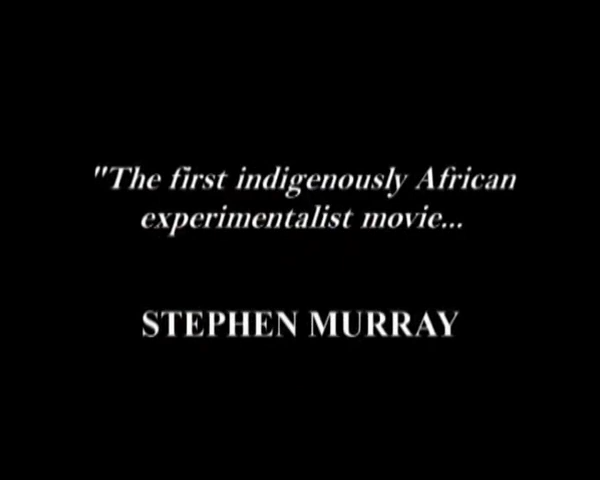 "The first indigenously African
experimentalist movie...
STEPHEN MURRAY